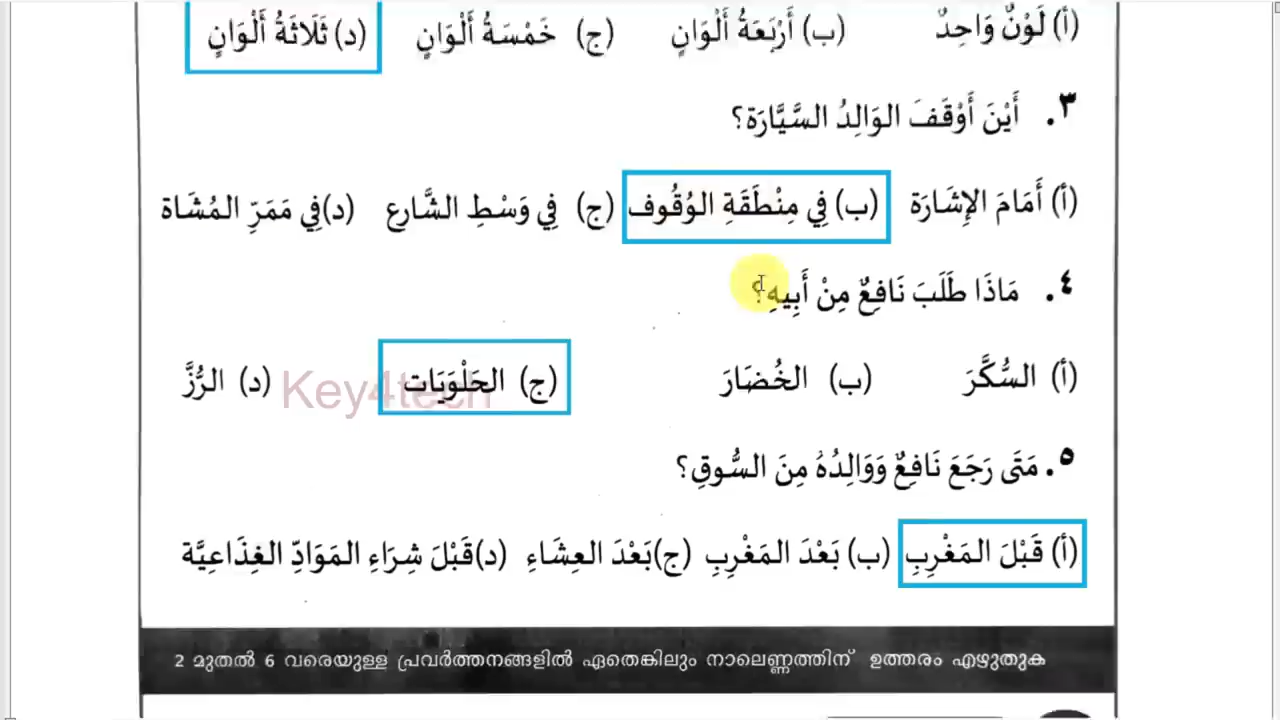 (أ) لَوْنٌ وَاحِدٌ (ب) أَرْبَعَةُ أَلْوَانٍ (ج) خَمْسَةُ أَلْوَانٍ (د) ثَلَاثَةُ أَلْوَانٍ
٣. أَيْنَ أَوْقَفَ الوَالِدُ السَّيَّارَة؟
(أ) أَمَامَ الإِشَارَة (ب) فِي مِنْطَقَةِ الوُقُوف (ج) فِي وَسْطِ الشَّارع (د)فِي مَمَرِّ المُشَاة
٤. مَاذَا طَلَبَ نَافِعٌ مِنْ أَبِيهِ؟
(أ) السُّكَّرَ (ب) الخُضَارَ (ج) الحَلْوَيَات (د) الرُّزَّ
Key4tech
٥. مَتَى رَجَعَ نَافِعٌ وَوَالِدُهُ مِنَ السُّوقِ؟
(أ) قَبْلَ المَغْرِبِ (ب) بَعْدَ المَغْرِبِ (ج)بَعْدَ العِشَاءِ (د)قَبْلَ شِرَاءِ المَوَادِّ الغِذَاعِيَّة
2 മുതൽ 6 വരെയുള്ള പ്രവർത്തനങ്ങളിൽ ഏതെങ്കിലും നാലെണ്ണത്തിന് ഉത്തരം എഴുതുക